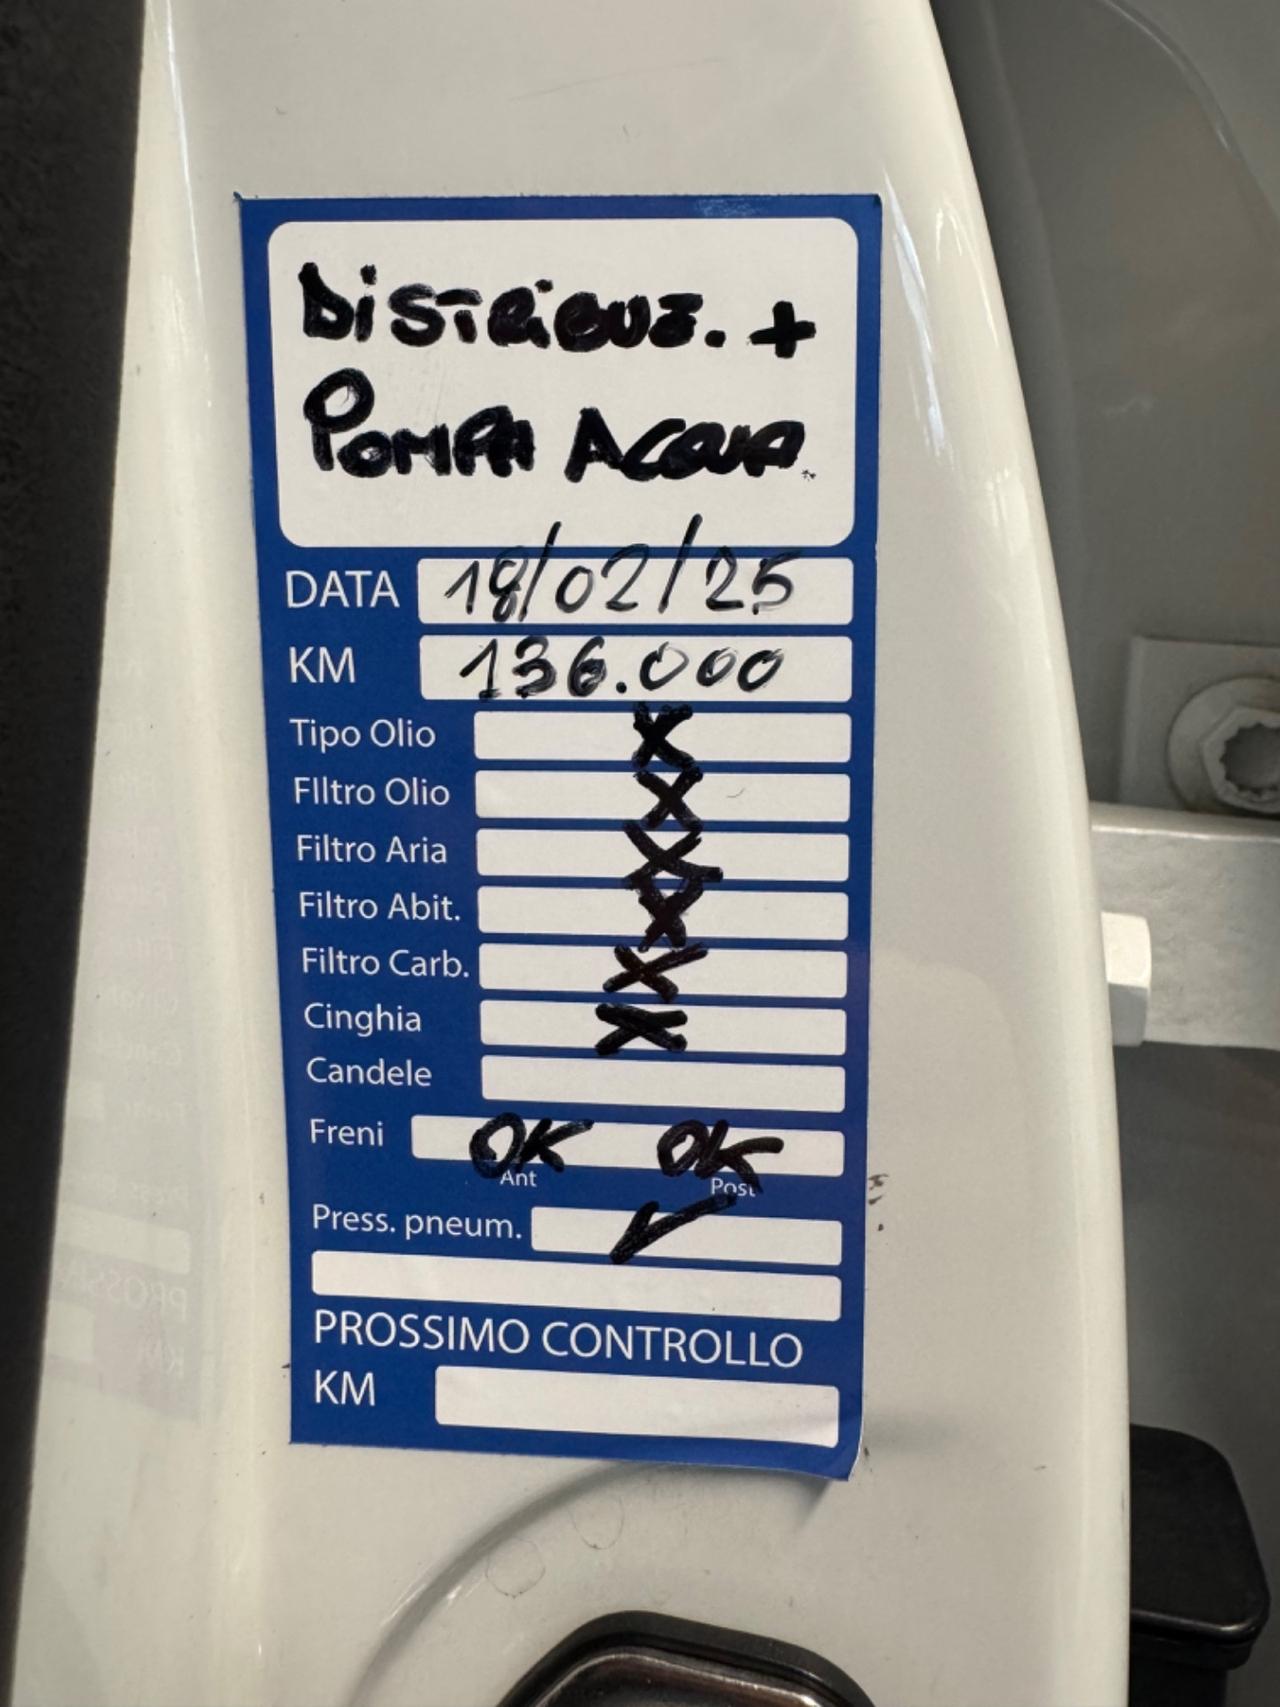 DiSTRiBUZ. +
POMPA ACQUA
DATA 18/02/25
KM 136.000
Tipo Olio X
FIltro Olio X
Filtro Aria X
Filtro Abit. X
Filtro Carb. X
Cinghia X
Candele
Freni OK OK
Ant Post
Press. pneum. ✓
PROSSIMO CONTROLLO
KM